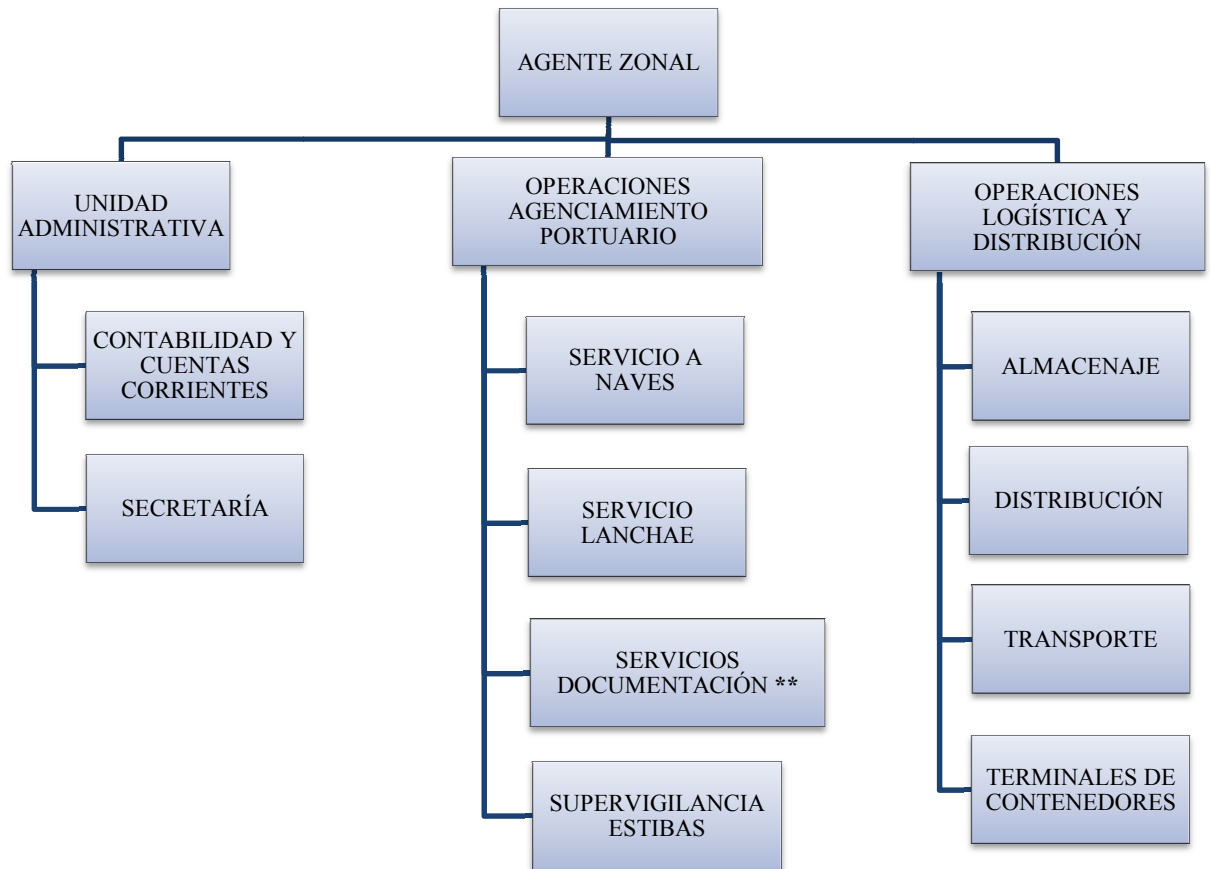 AGENTE ZONAL
UNIDAD
ADMINISTRATIVA
CONTABILIDAD Y
CUENTAS
CORRIENTES
SECRETARÍA
OPERACIONES
AGENCIAMIENTO
PORTUARIO
SERVICIO A
NAVES
SERVICIO
LANCHAE
SERVICIOS
DOCUMENTACIÓN **
SUPERVIGILANCIA
ESTIBAS
OPERACIONES
LOGÍSTICA Y
DISTRIBUCIÓN
ALMACENAJE
DISTRIBUCIÓN
TRANSPORTE
TERMINALES DE
CONTENEDORES